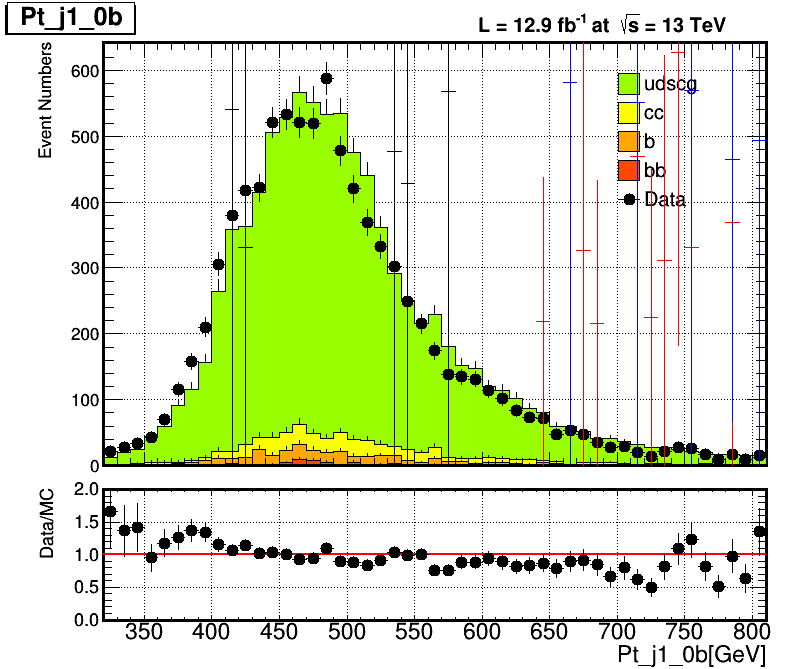 Pt_j1_0b
L = 12.9 fb-1 at √s = 13 TeV
Event Numbers
600
500
400
300
200
100
0
udscg
cc
b
bb
Data
Data/MC
2.0
1.5
1.0
0.5
0.0
350 400 450 500 550 600 650 700 750 800
Pt_j1_0b[GeV]